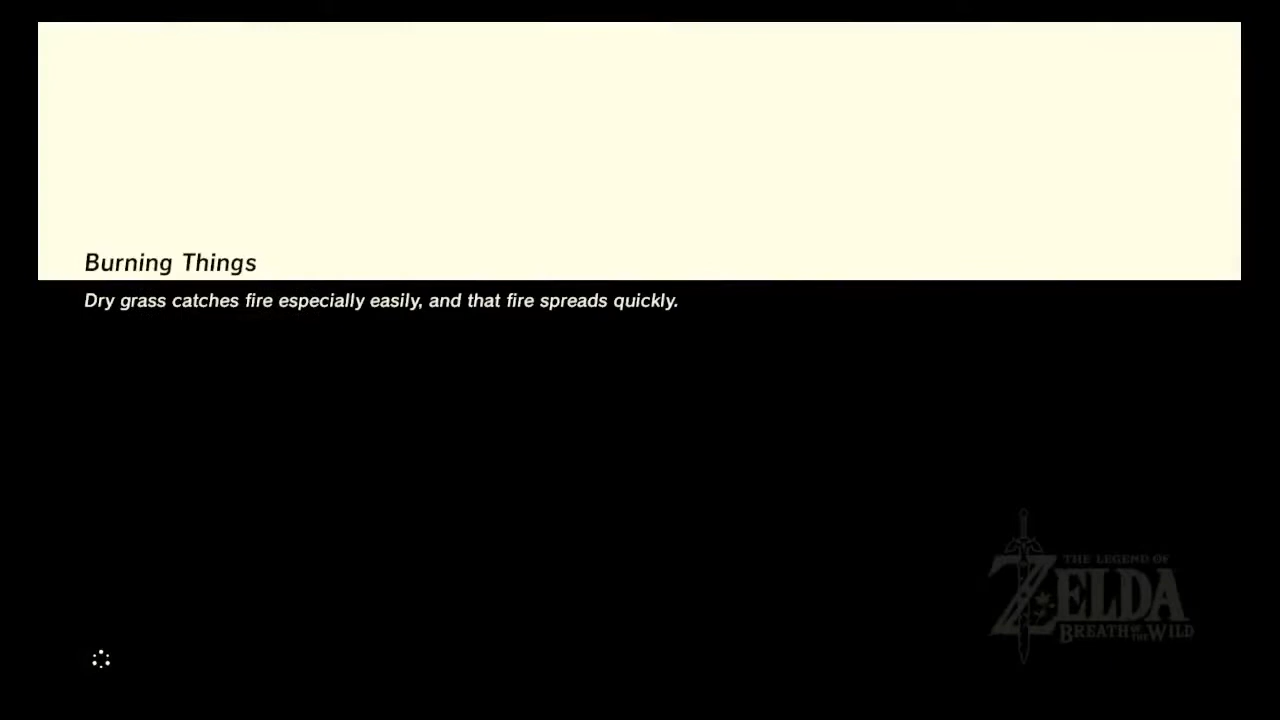 Burning Things
Dry grass catches fire especially easily, and that fire spreads quickly.
THE LEGEND OF
ZELDA
BREATH OF THE WILD